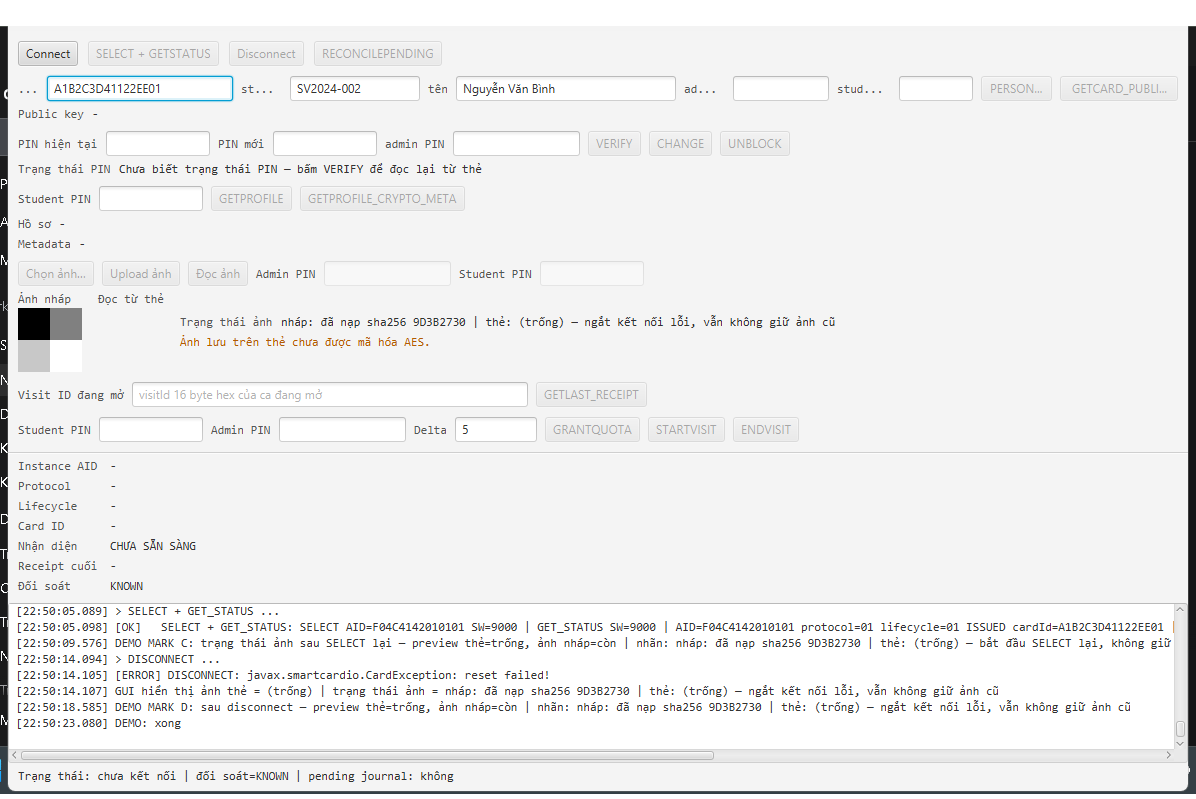 Connect SELECT + GETSTATUS Disconnect RECONCILEPENDING
... A1B2C3D41122EE01 st... SV2024-002 tên Nguyễn Văn Bình ad... stud... PERSON... GETCARD_PUBLI...
Public key -
PIN hiện tại PIN mới admin PIN VERIFY CHANGE UNBLOCK
Trạng thái PIN Chưa biết trạng thái PIN — bấm VERIFY để đọc lại từ thẻ
Student PIN GETPROFILE GETPROFILE_CRYPTO_META
Hồ sơ -
Metadata -
Chọn ảnh... Upload ảnh Đọc ảnh Admin PIN Student PIN
Ảnh nháp Đọc từ thẻ
Trạng thái ảnh nháp: đã nạp sha256 9D3B2730 | thẻ: (trống) — ngắt kết nối lỗi, vẫn không giữ ảnh cũ
Ảnh lưu trên thẻ chưa được mã hóa AES.
Visit ID đang mở visitId 16 byte hex của ca đang mở GETLAST_RECEIPT
Student PIN Admin PIN Delta 5 GRANTQUOTA STARTVISIT ENDVISIT
Instance AID -
Protocol -
Lifecycle -
Card ID -
Nhận diện CHƯA SẴN SÀNG
Receipt cuối -
Đối soát KNOWN
[22:50:05.089] > SELECT + GET_STATUS ...
[22:50:05.098] [OK] SELECT + GET_STATUS: SELECT AID=F04C4142010101 SW=9000 | GET_STATUS SW=9000 | AID=F04C4142010101 protocol=01 lifecycle=01 ISSUED cardId=A1B2C3D41122EE01 |
[22:50:09.576] DEMO MARK C: trạng thái ảnh sau SELECT lại — preview thẻ=trống, ảnh nháp=còn | nhãn: nháp: đã nạp sha256 9D3B2730 | thẻ: (trống) — bắt đầu SELECT lại, không giữ
[22:50:14.094] > DISCONNECT ...
[22:50:14.105] [ERROR] DISCONNECT: javax.smartcardio.CardException: reset failed!
[22:50:14.107] GUI hiển thị ảnh thẻ = (trống) | trạng thái ảnh = nháp: đã nạp sha256 9D3B2730 | thẻ: (trống) — ngắt kết nối lỗi, vẫn không giữ ảnh cũ
[22:50:18.585] DEMO MARK D: sau disconnect — preview thẻ=trống, ảnh nháp=còn | nhãn: nháp: đã nạp sha256 9D3B2730 | thẻ: (trống) — ngắt kết nối lỗi, vẫn không giữ ảnh cũ
[22:50:23.080] DEMO: xong
Trạng thái: chưa kết nối | đối soát=KNOWN | pending journal: không